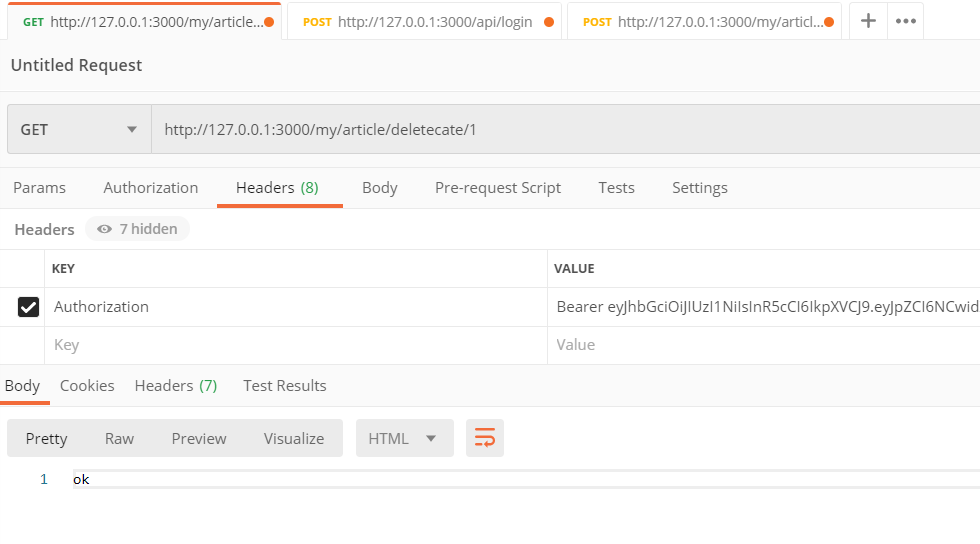 GET http://127.0.0.1:3000/my/article... POST http://127.0.0.1:3000/api/login POST http://127.0.0.1:3000/my/articl...
Untitled Request
GET http://127.0.0.1:3000/my/article/deletecate/1
Params Authorization Headers (8) Body Pre-request Script Tests Settings
Headers 7 hidden
KEY VALUE
Authorization Bearer eyJhbGciOiJIUzI1NiIsInR5cCI6IkpXVCJ9.eyJpZCI6NCwid
Key Value
Body Cookies Headers (7) Test Results
Pretty Raw Preview Visualize HTML
1 ok